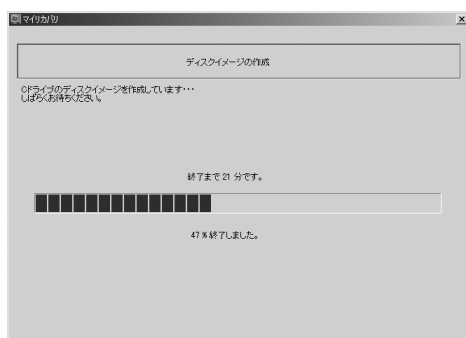 マイリカバリ
ディスクイメージの作成
Cドライブのディスクイメージを作成しています・・・
しばらくお待ちください。
終了まで 21 分です。
47 % 終了しました。